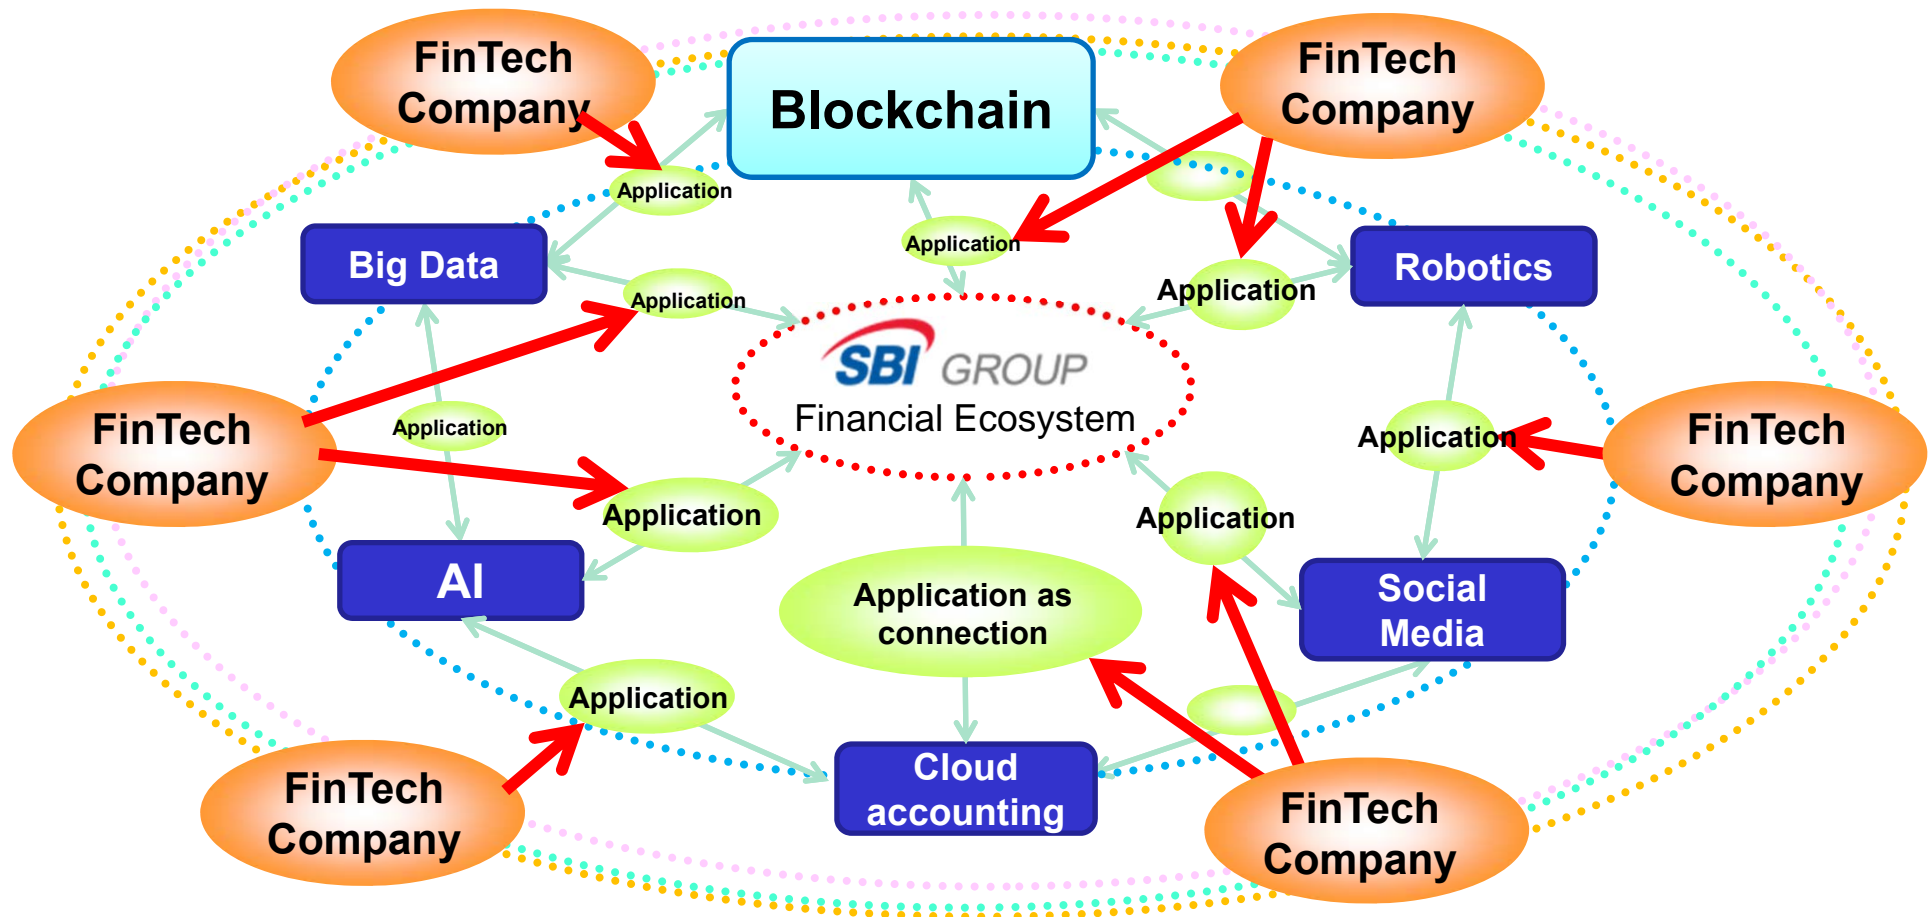 FinTech
Company
FinTech
Company
Blockchain
Application
Application
Big Data
Robotics
Application
Application
SBI GROUP
Financial Ecosystem
FinTech
Company
Application
Application
FinTech
Company
Application
Application
AI
Application as
connection
Social
Media
Application
FinTech
Company
Cloud
accounting
FinTech
Company